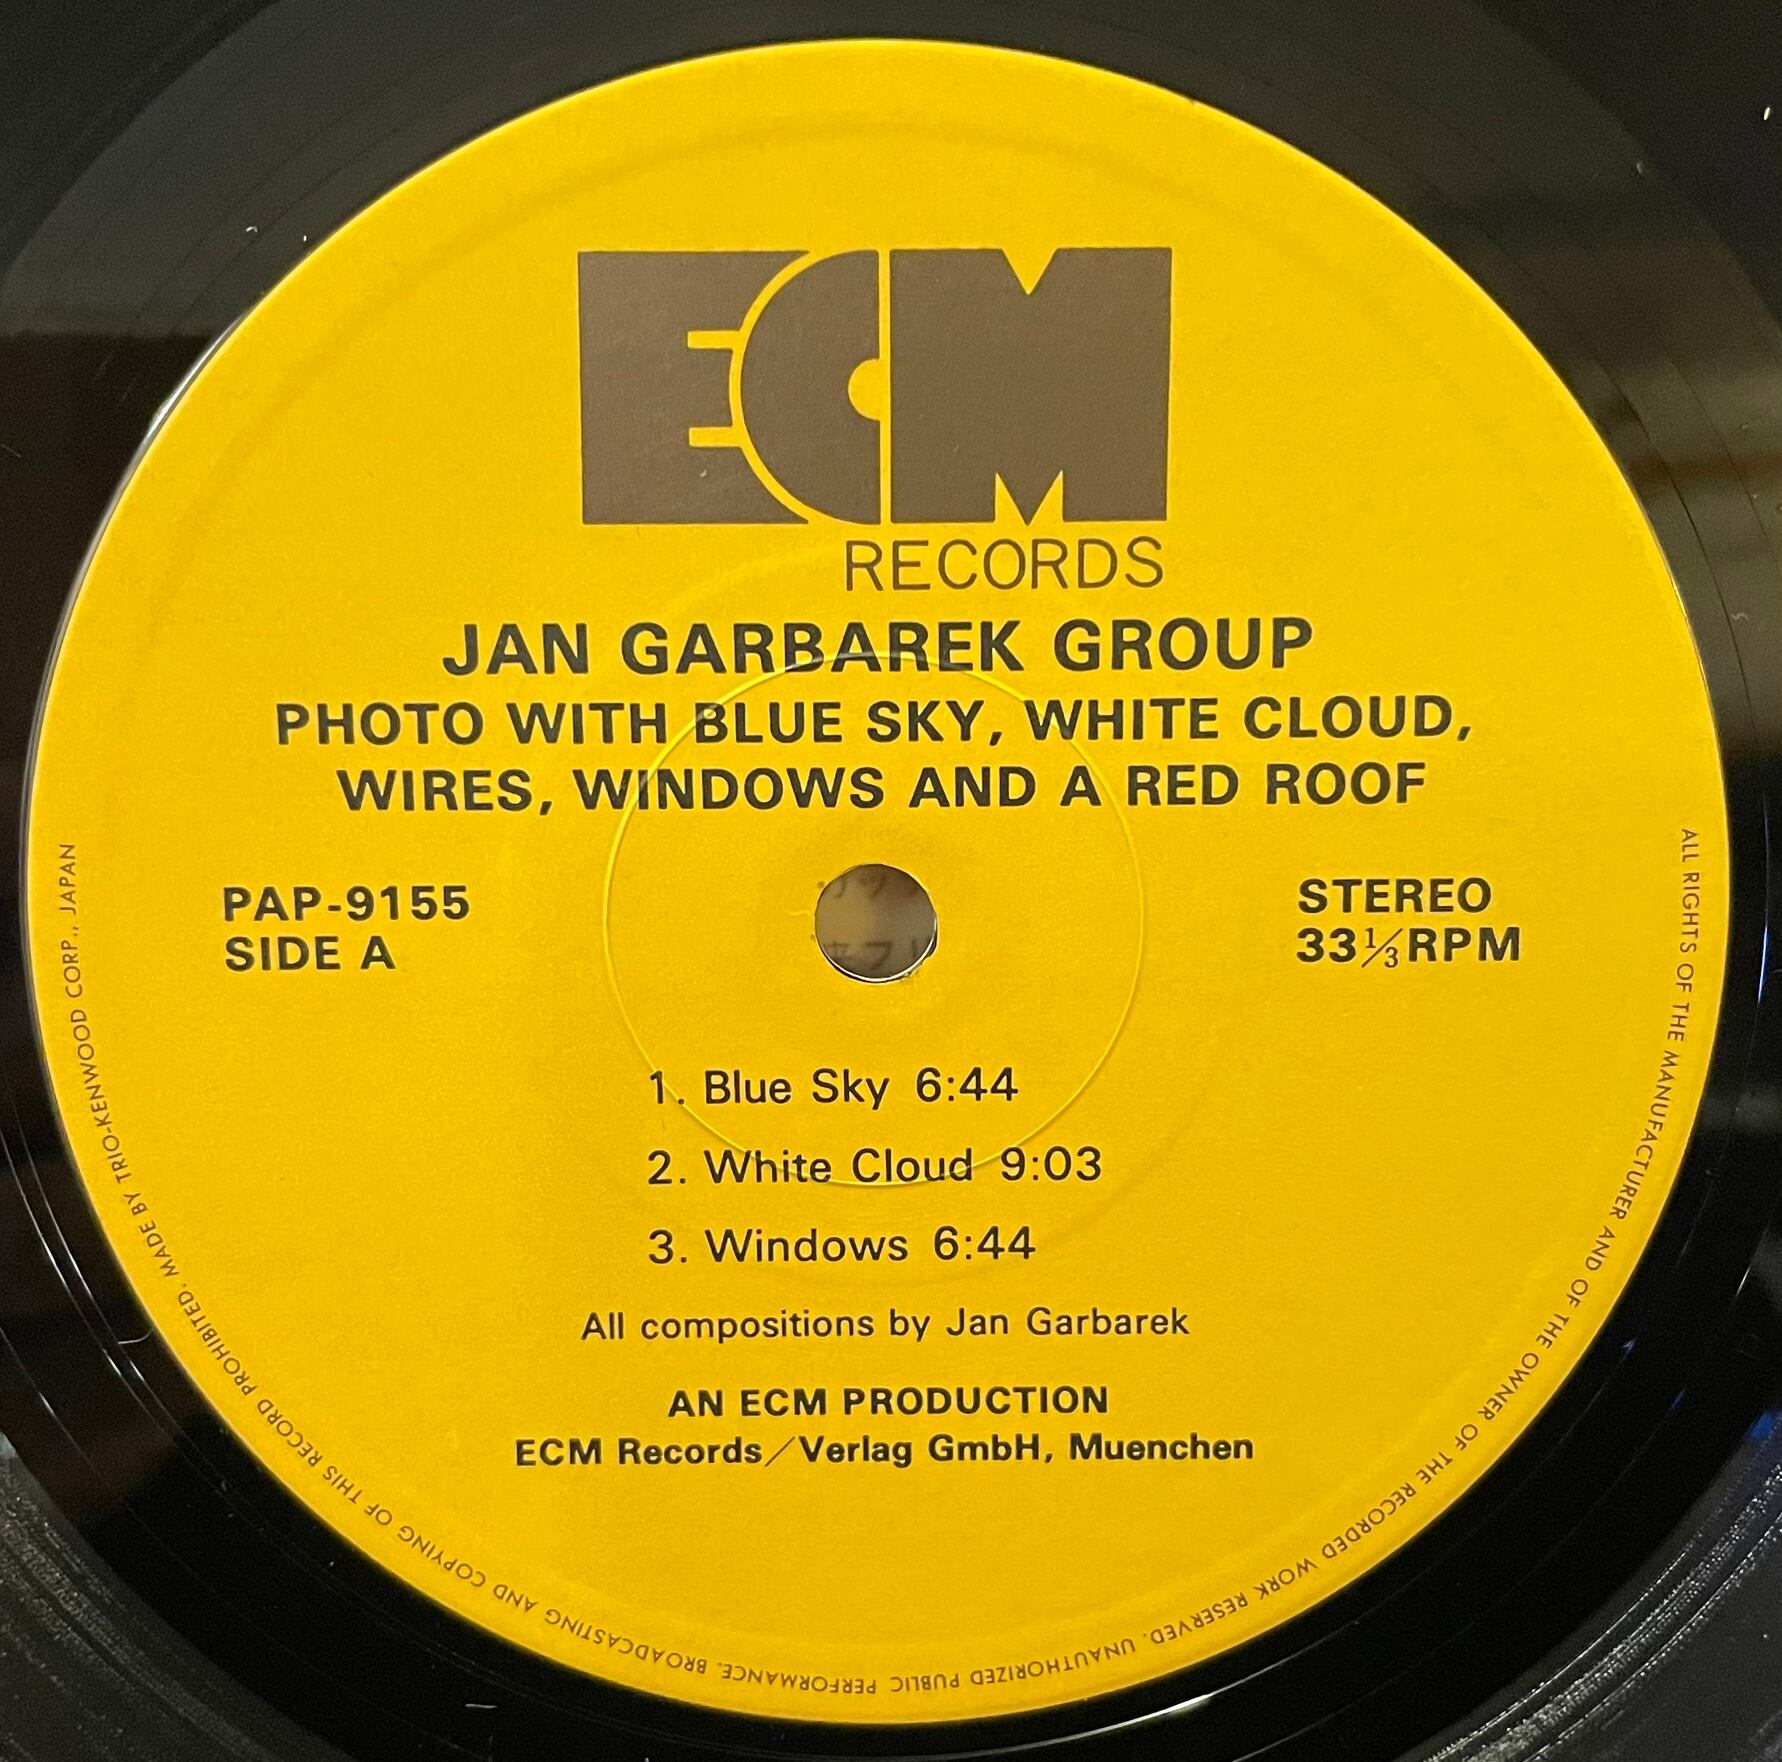 ECM
RECORDS
JAN GARBAREK GROUP
PHOTO WITH BLUE SKY, WHITE CLOUD,
WIRES, WINDOWS AND A RED ROOF
PAP-9155
SIDE A
STEREO
33⅓RPM
1. Blue Sky 6:44
2. White Cloud 9:03
3. Windows 6:44
All compositions by Jan Garbarek
AN ECM PRODUCTION
ECM Records/Verlag GmbH, Muenchen
ALL RIGHTS OF THE MANUFACTURER AND OF THE OWNER OF THE RECORDED WORK RESERVED. UNAUTHORIZED PUBLIC PERFORMANCE. BROADCASTING AND COPYING OF THIS RECORD PROHIBITED. MADE BY TRIO-KENWOOD CORP., JAPAN